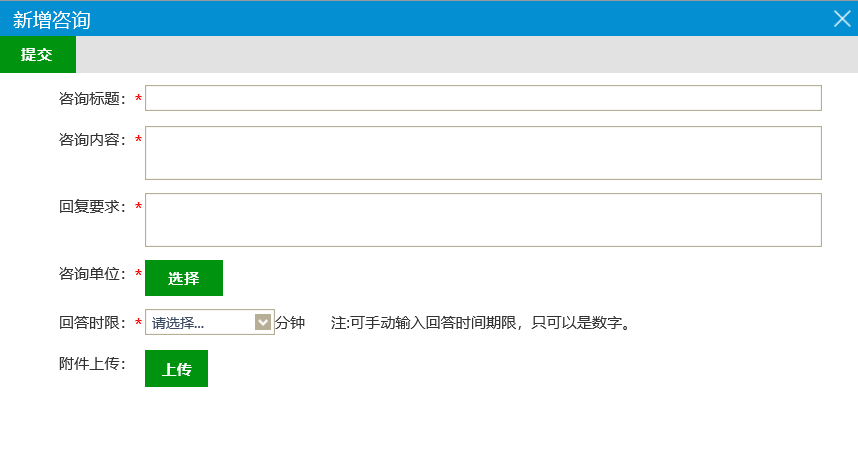 新增咨询
提交
咨询标题：*
咨询内容：*
回复要求：*
咨询单位：* 选择
回答时限：* 请选择... 分钟 注:可手动输入回答时间期限，只可以是数字。
附件上传： 上传